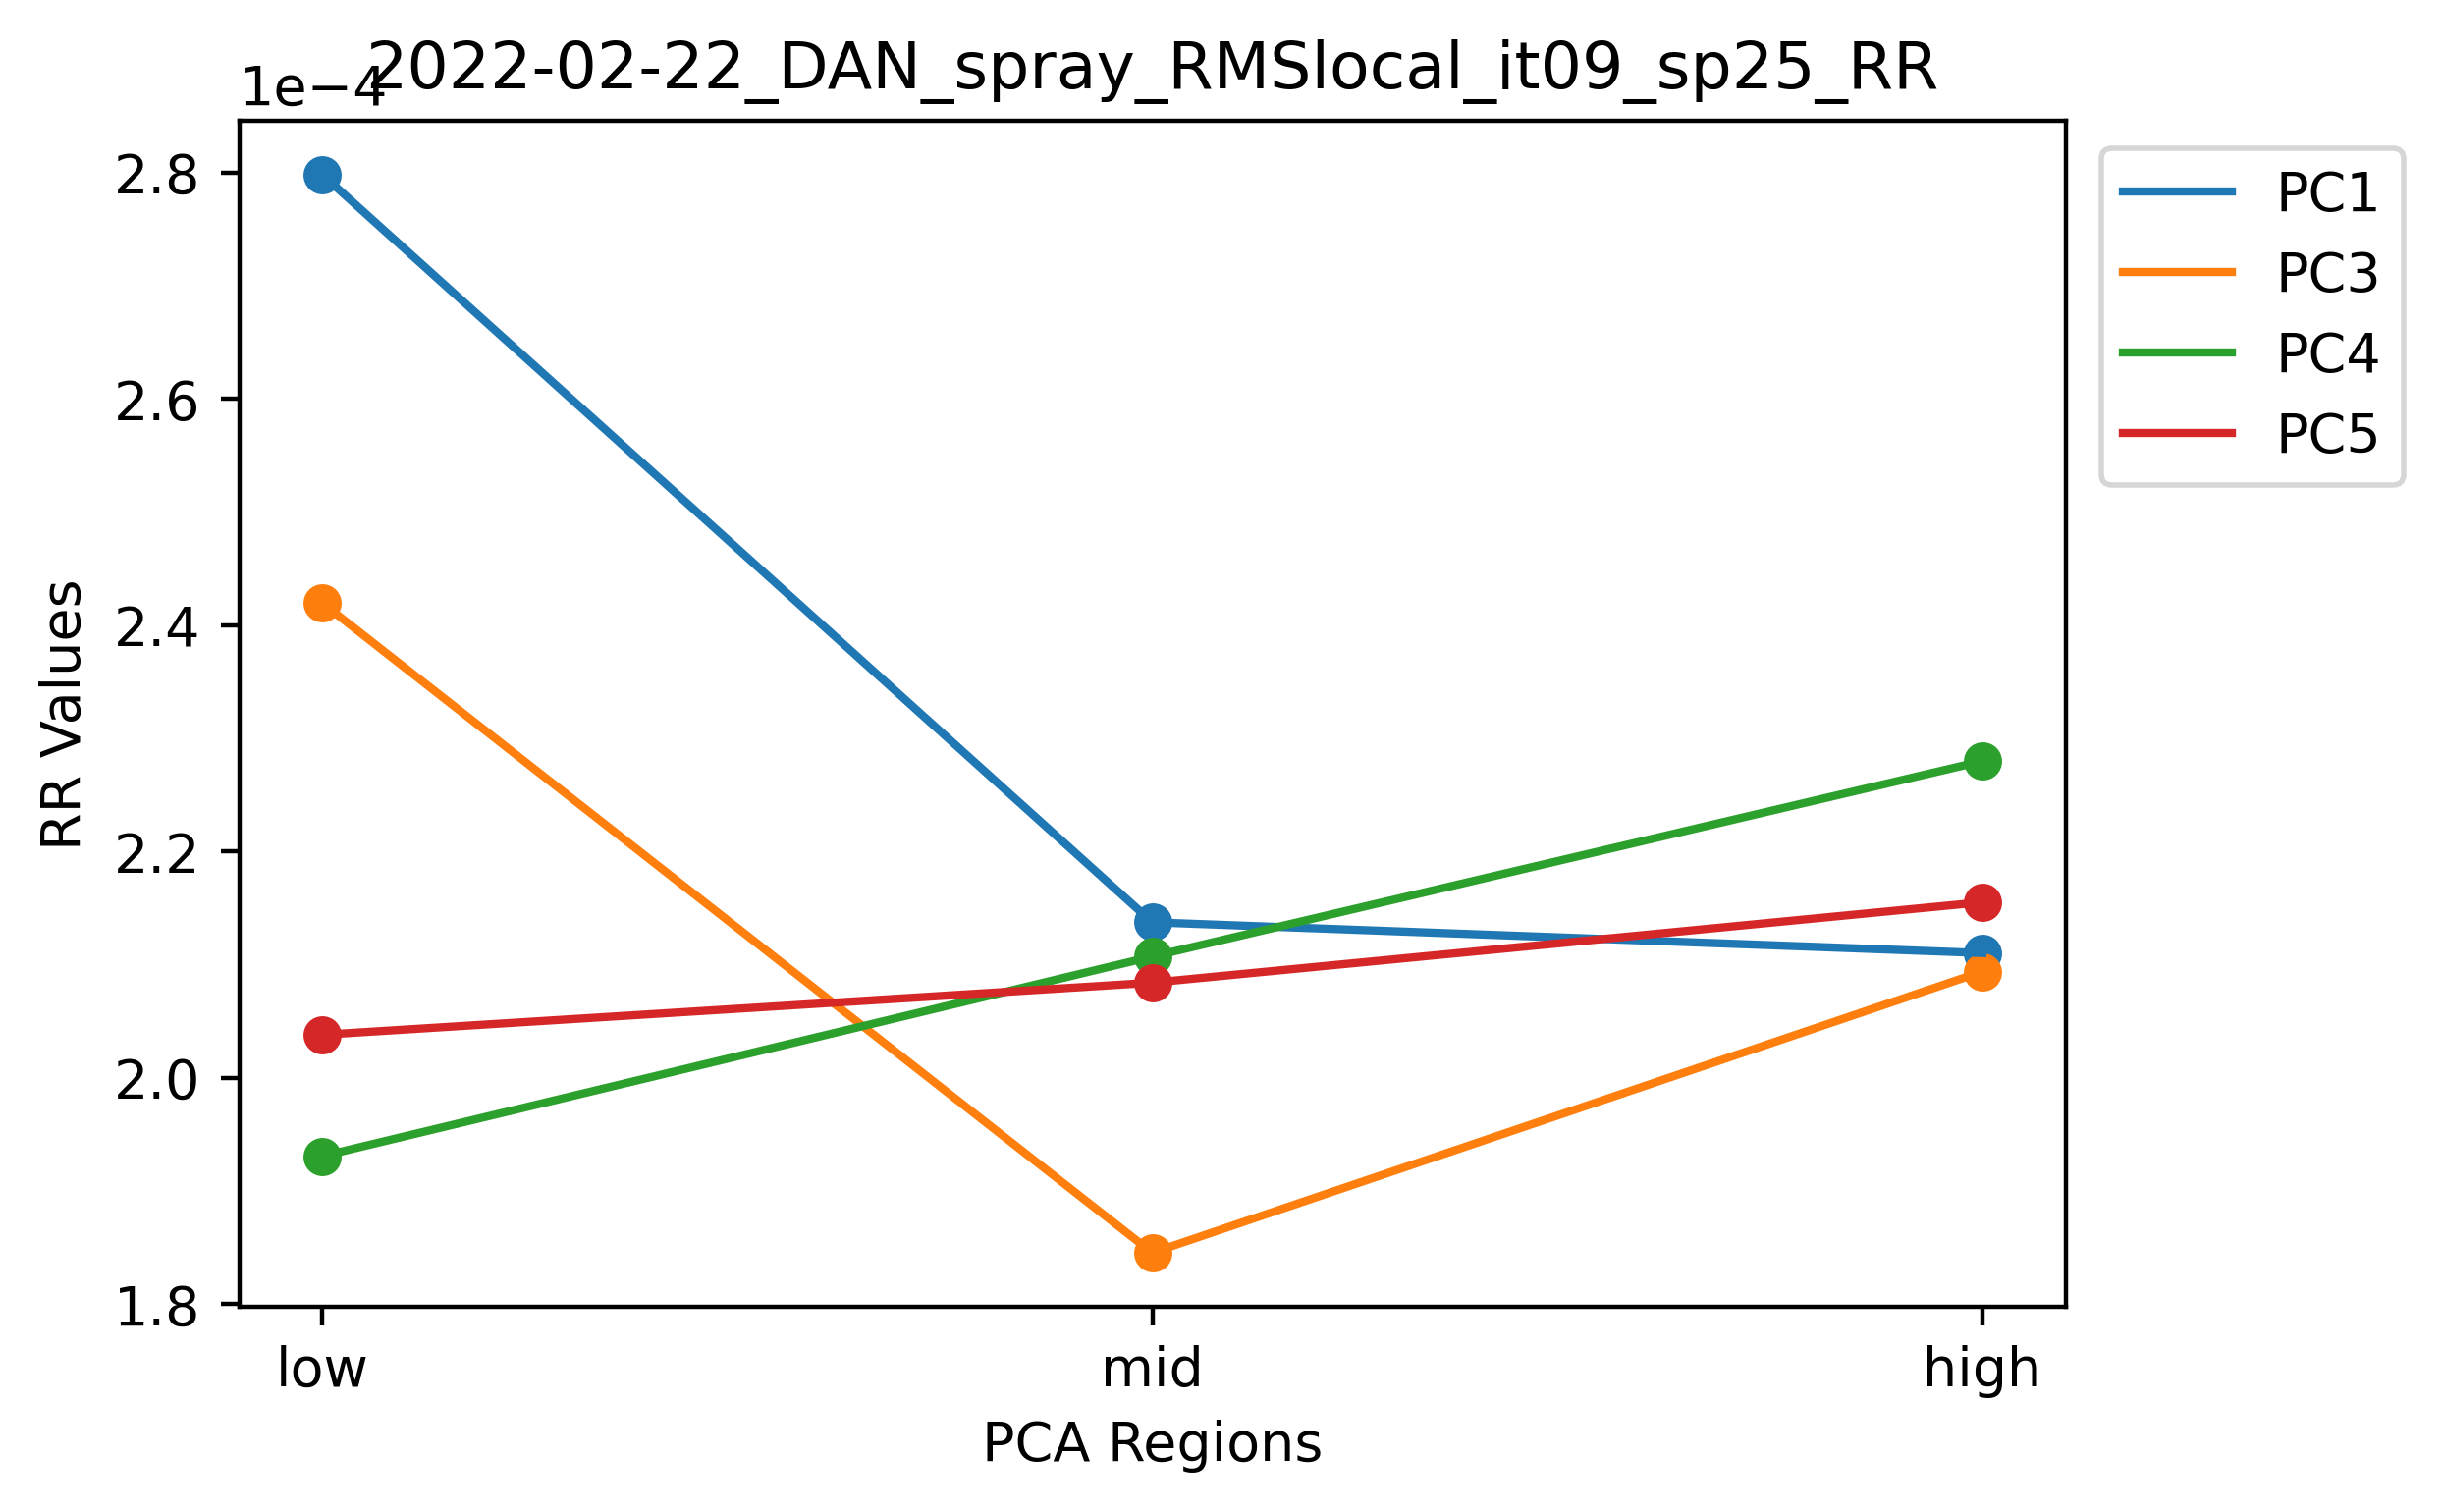 2022-02-22_DAN_spray_RMSlocal_it09_sp25_RR
1e−4
2.8
2.6
2.4
2.2
2.0
1.8
RR Values
low
mid
high
PCA Regions
PC1
PC3
PC4
PC5